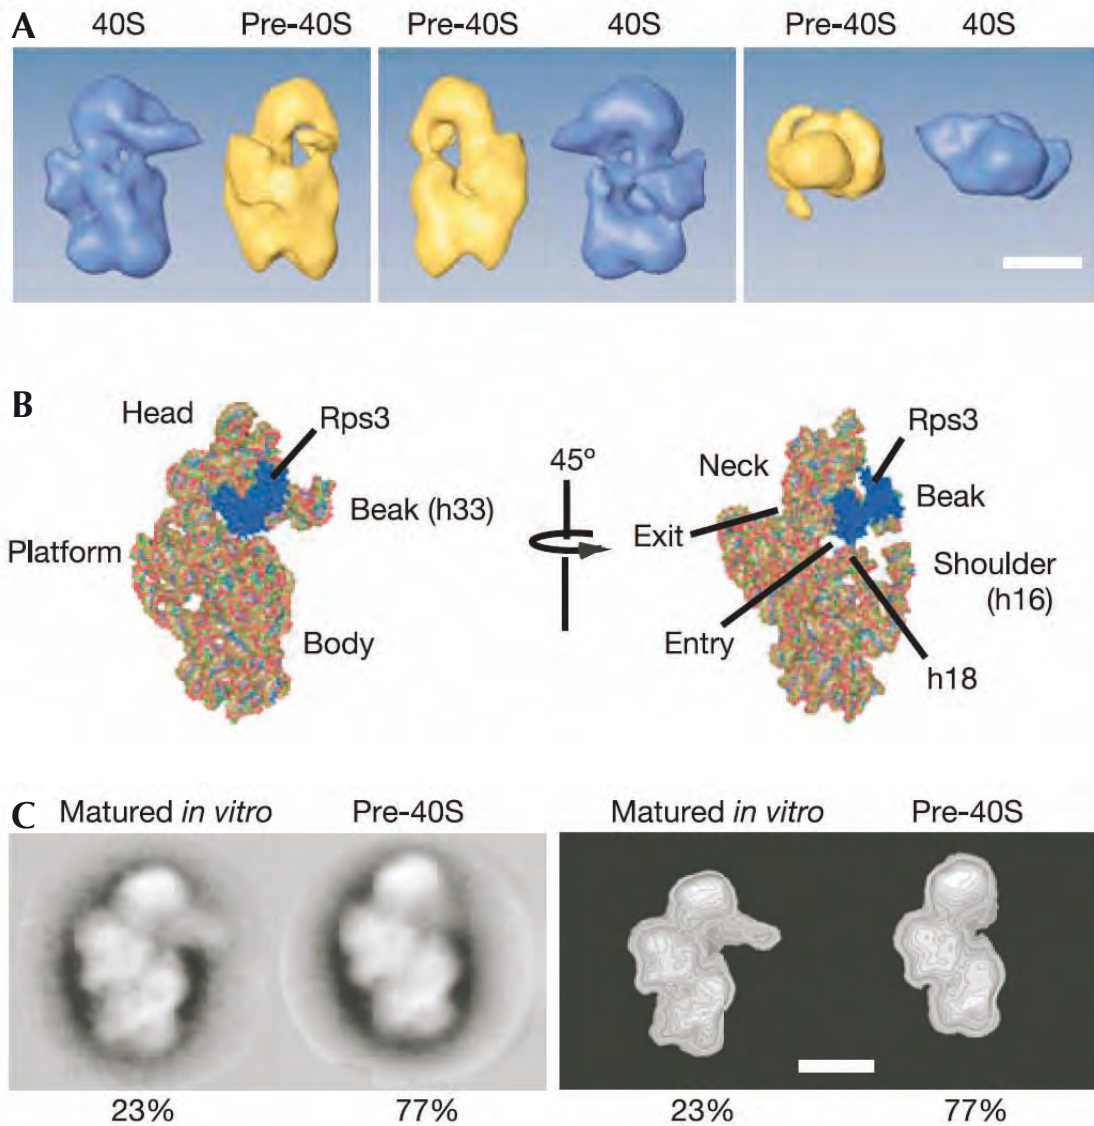 A
40S Pre-40S Pre-40S 40S Pre-40S 40S
B
Head
Rps3
Beak (h33)
Platform
Body
45º
Neck
Rps3
Beak
Exit
Shoulder
(h16)
Entry
h18
C
Matured in vitro Pre-40S Matured in vitro Pre-40S
23% 77% 23% 77%